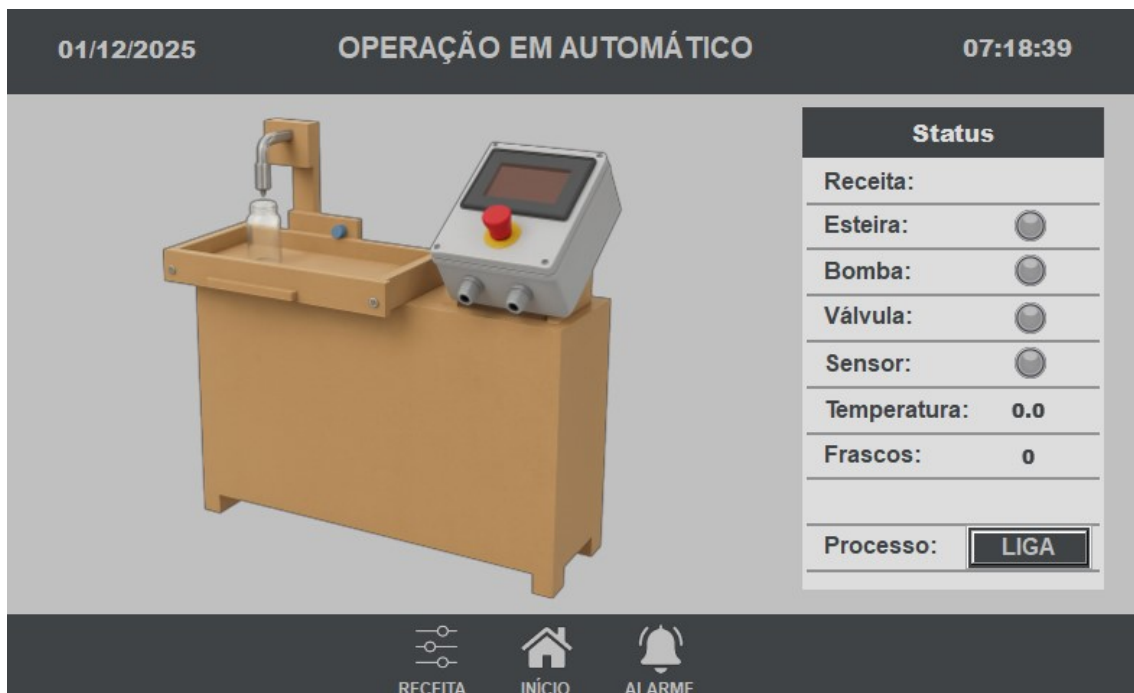 01/12/2025 OPERAÇÃO EM AUTOMÁTICO 07:18:39
Status
Receita:
Esteira:
Bomba:
Válvula:
Sensor:
Temperatura: 0.0
Frascos: 0
Processo: LIGA
RECEITA INÍCIO ALARME